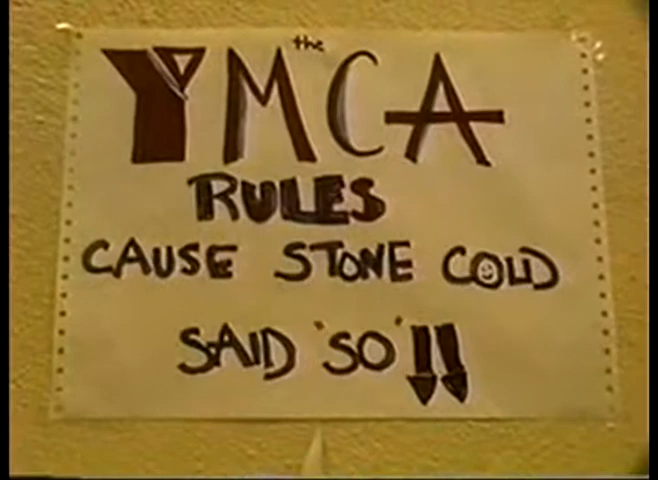 the
YMCA
RULES
CAUSE STONE COLD
SAID 'SO'!!